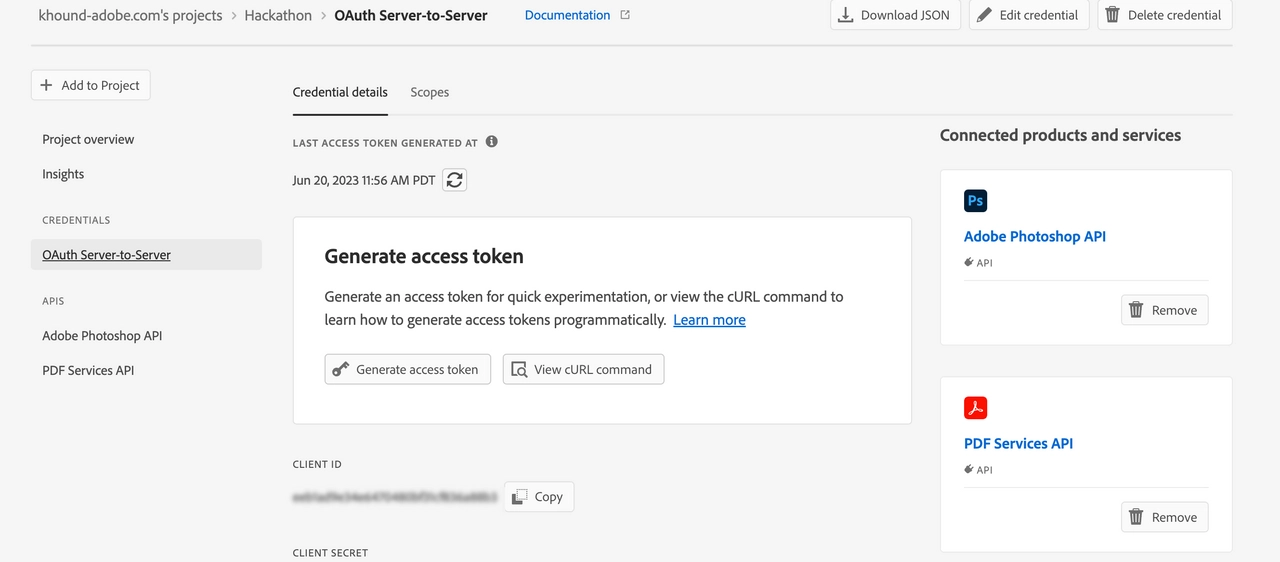 khound-adobe.com's projects > Hackathon > OAuth Server-to-Server Documentation Download JSON Edit credential Delete credential
Add to Project
Project overview
Insights
CREDENTIALS
OAuth Server-to-Server
APIS
Adobe Photoshop API
PDF Services API
Credential details Scopes
LAST ACCESS TOKEN GENERATED AT
Jun 20, 2023 11:56 AM PDT
Generate access token
Generate an access token for quick experimentation, or view the cURL command to
learn how to generate access tokens programmatically. Learn more
Generate access token View cURL command
CLIENT ID
Copy
CLIENT SECRET
Connected products and services
Ps
Adobe Photoshop API
API
Remove
PDF Services API
API
Remove